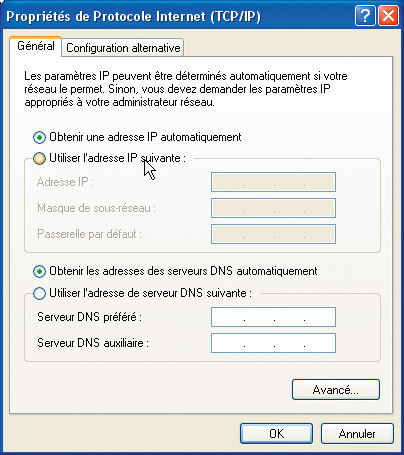 Propriétés de Protocole Internet (TCP/IP)
Général
Configuration alternative
Les paramètres IP peuvent être déterminés automatiquement si votre
réseau le permet. Sinon, vous devez demander les paramètres IP
appropriés à votre administrateur réseau.
Obtenir une adresse IP automatiquement
Utiliser l'adresse IP suivante :
Adresse IP :
Masque de sous-réseau :
Passerelle par défaut :
Obtenir les adresses des serveurs DNS automatiquement
Utiliser l'adresse de serveur DNS suivante :
Serveur DNS préféré :
Serveur DNS auxiliaire :
Avancé...
OK
Annuler